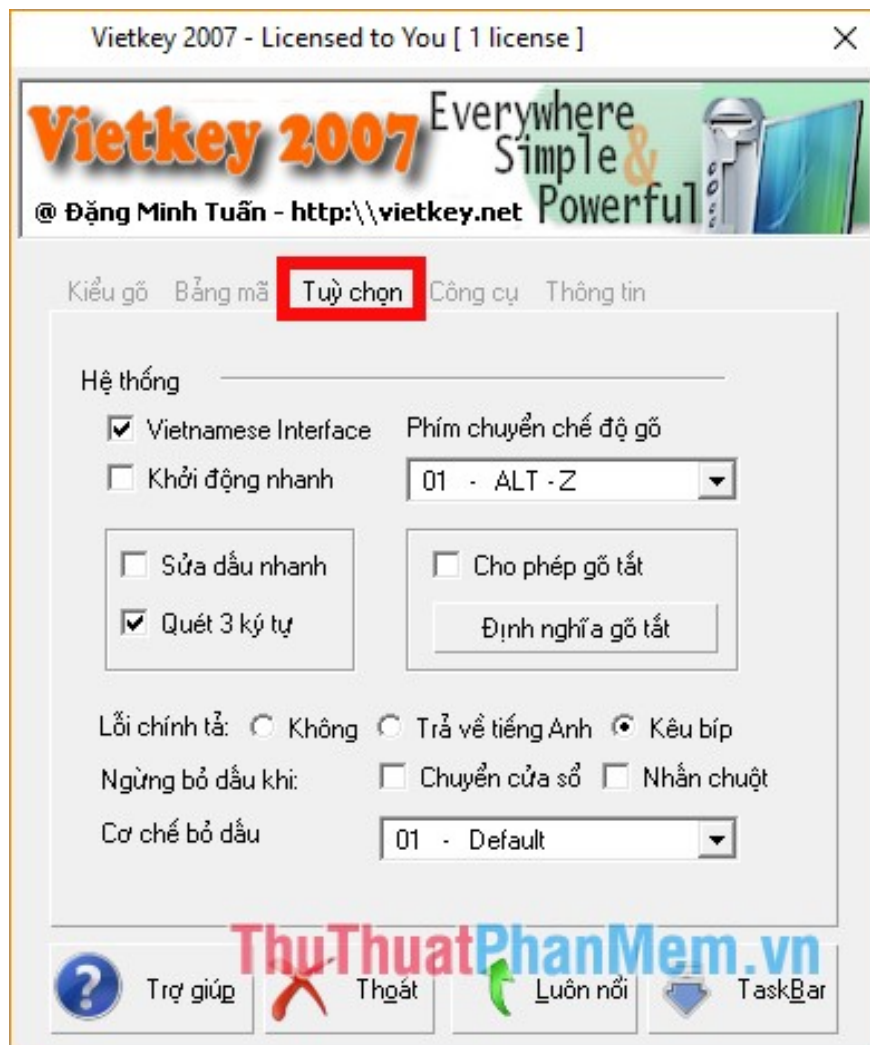 Vietkey 2007 - Licensed to You [ 1 license ]
Vietkey 2007
Everywhere
Simple &
Powerful
@ Đặng Minh Tuấn - http:\\vietkey.net
Kiểu gõ Bảng mã Tuỳ chọn Công cụ Thông tin
Hệ thống
Vietnamese Interface Phím chuyển chế độ gõ
Khởi động nhanh 01 - ALT - Z
Sửa dấu nhanh Cho phép gõ tắt
Quét 3 ký tự Định nghĩa gõ tắt
Lỗi chính tả: Không Trả về tiếng Anh Kêu bíp
Ngừng bỏ dấu khi: Chuyển cửa sổ Nhấn chuột
Cơ chế bỏ dấu 01 - Default
ThuThuatPhanMem.vn
Trợ giúp Thoát Luôn nổi TaskBar